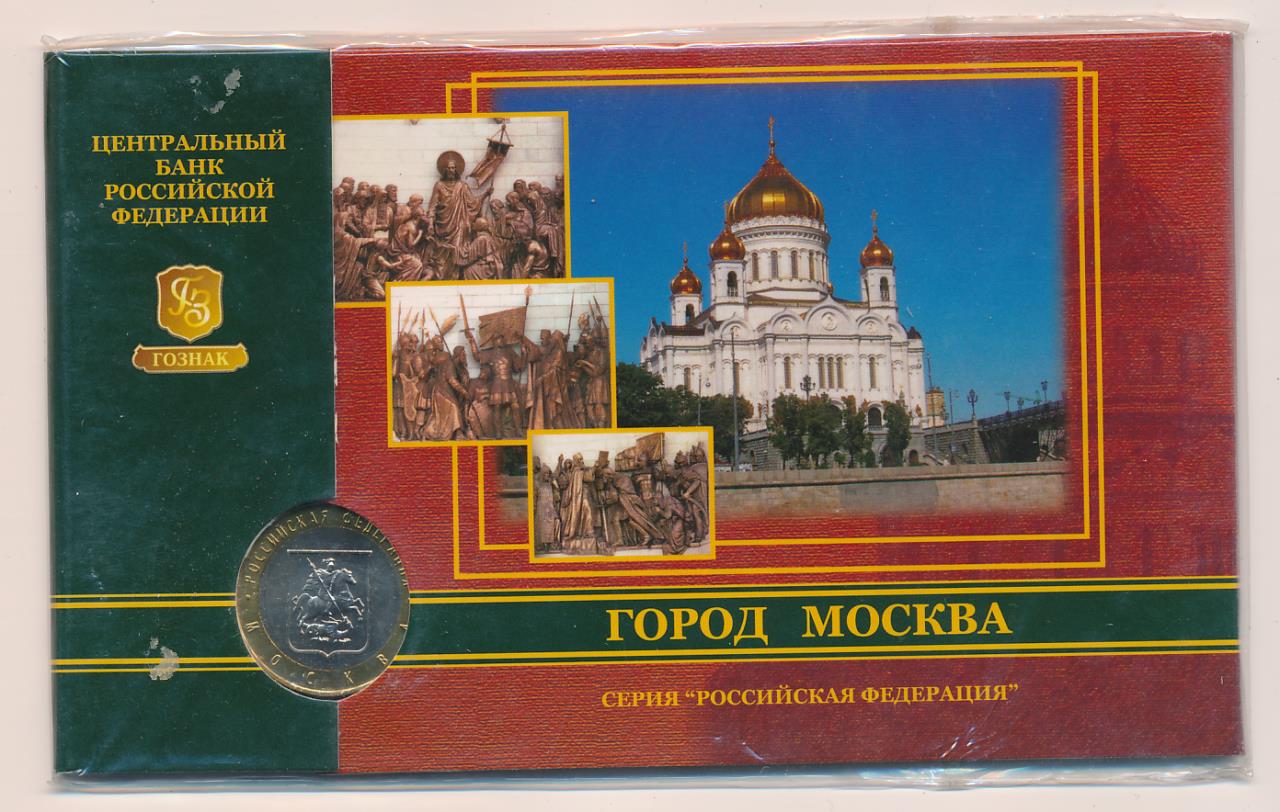 ЦЕНТРАЛЬНЫЙ
БАНК
РОССИЙСКОЙ
ФЕДЕРАЦИИ
ГЗ
ГОЗНАК
РОССИЙСКАЯ ФЕДЕРАЦИЯ
МОСКВА
ГОРОД МОСКВА
СЕРИЯ "РОССИЙСКАЯ ФЕДЕРАЦИЯ"